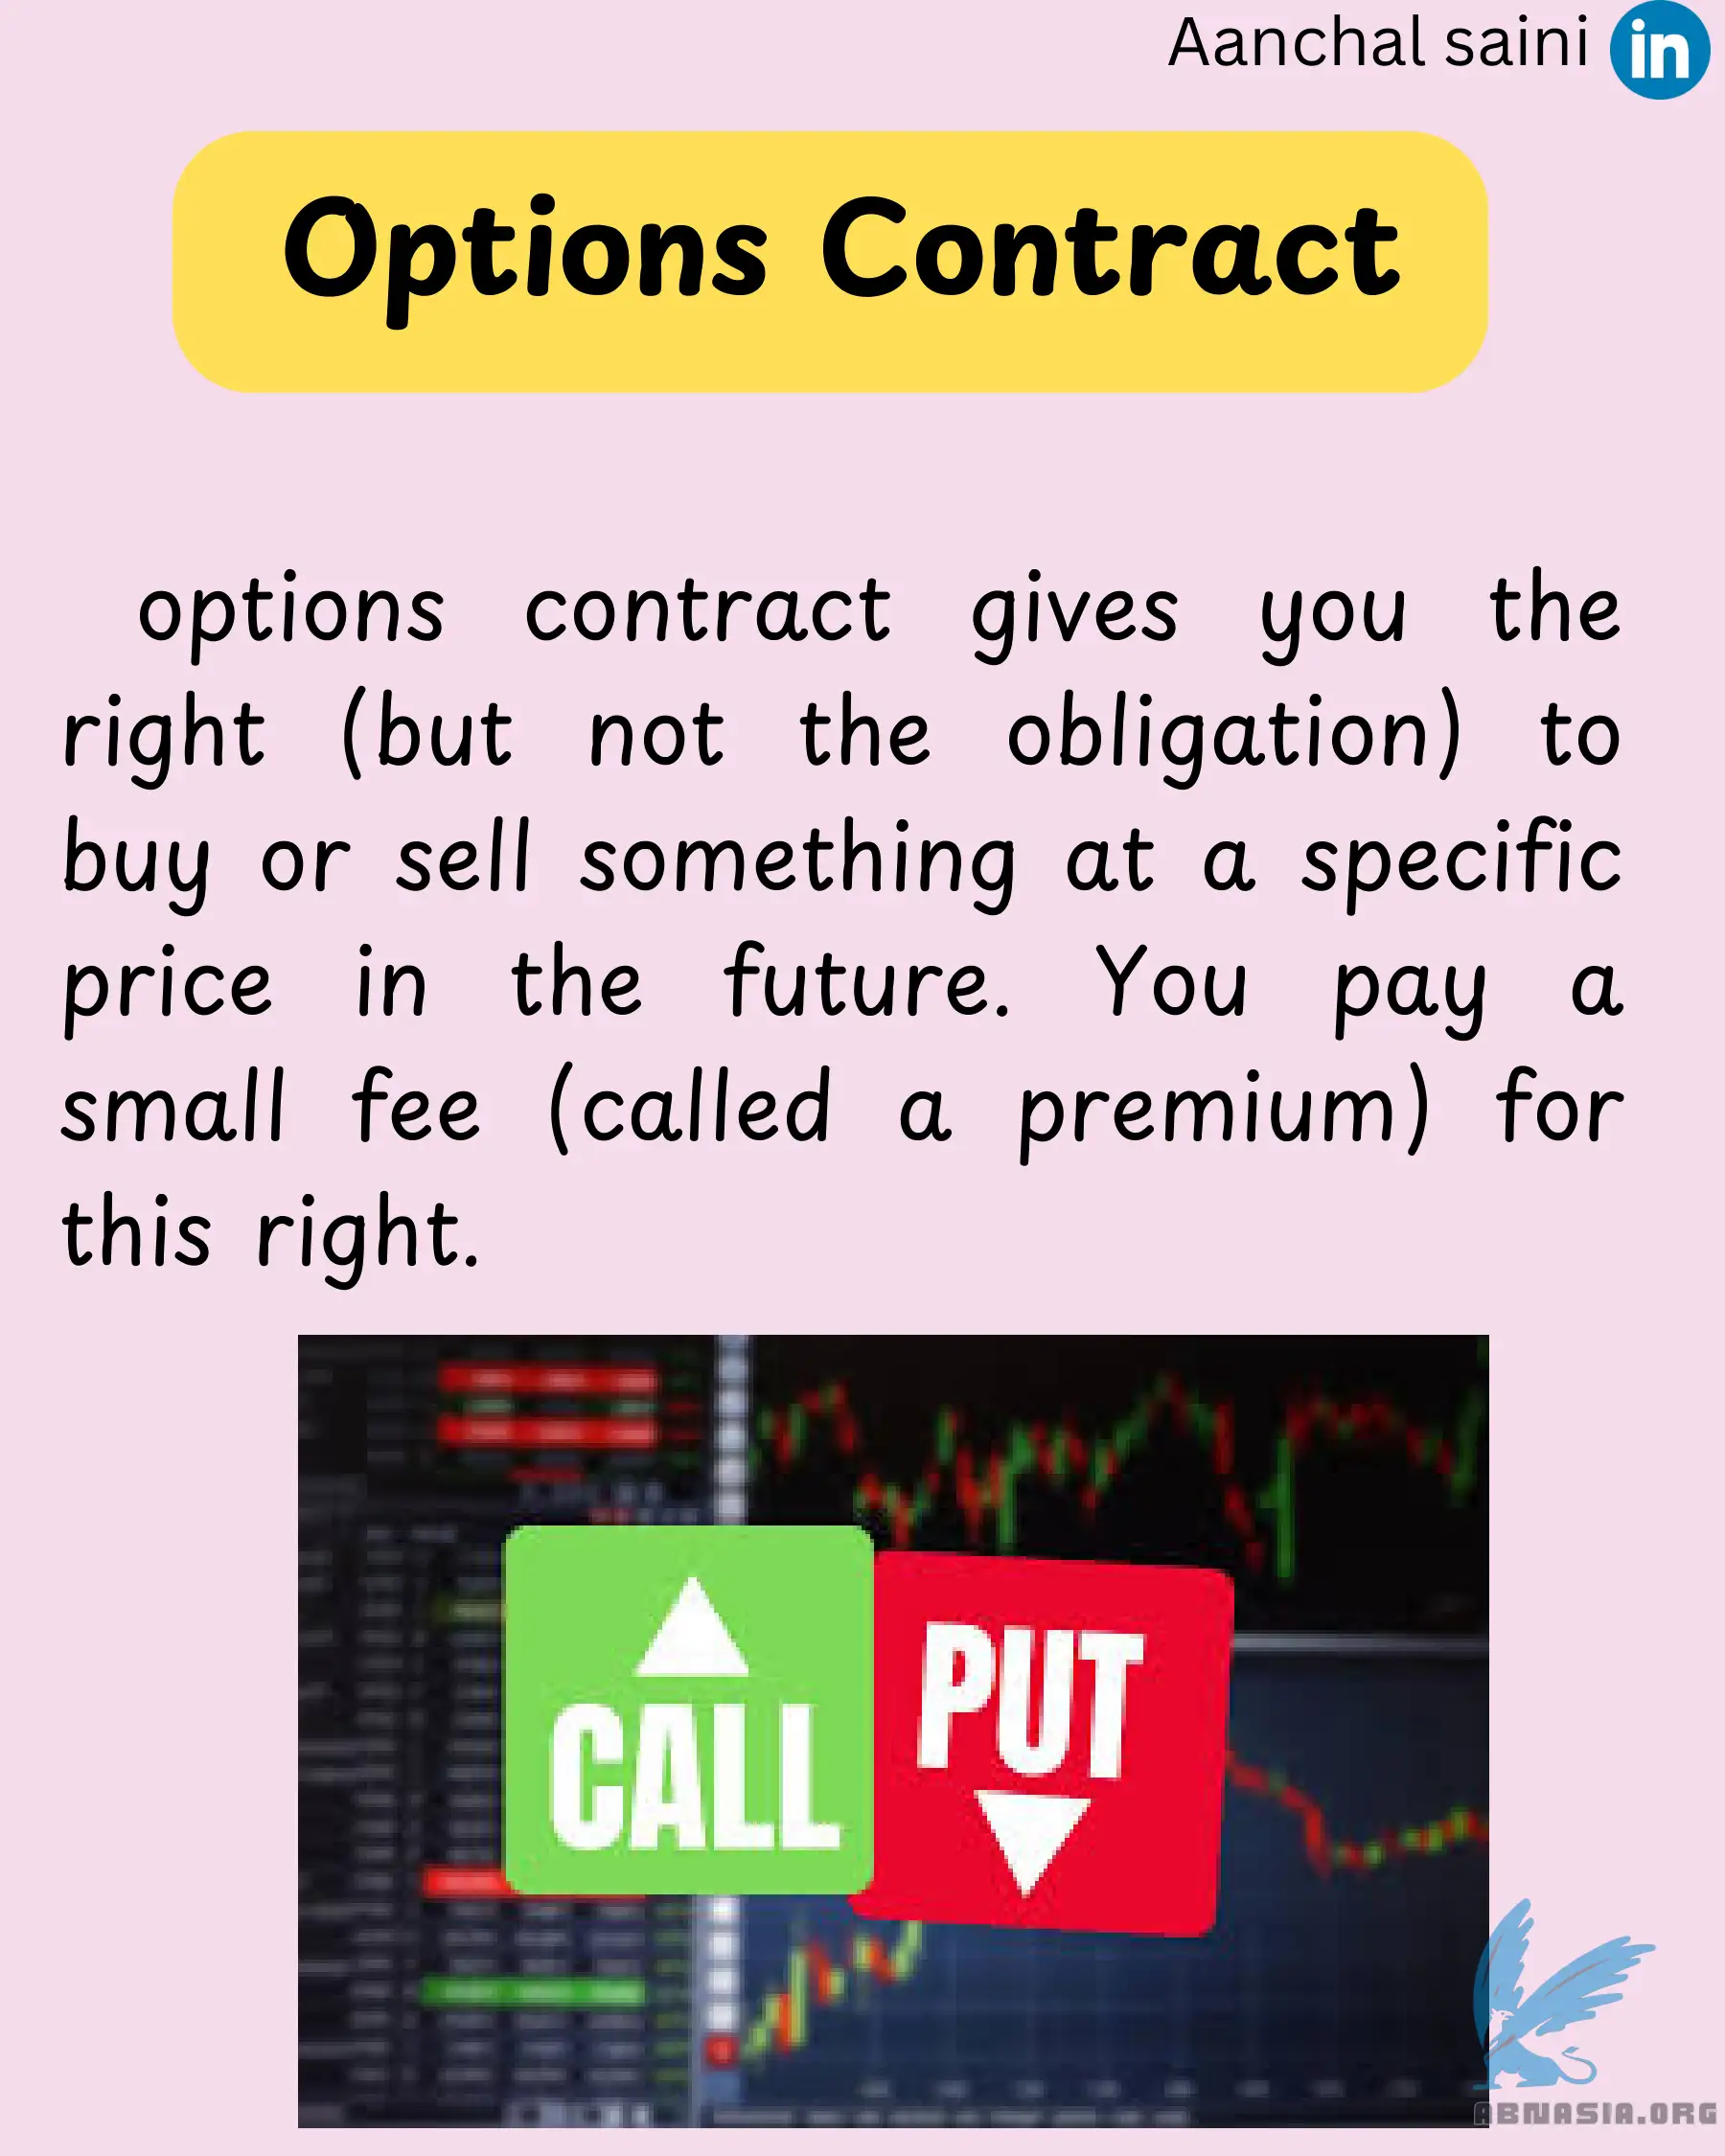 Aanchal saini in
Options Contract
options contract gives you the
right (but not the obligation) to
buy or sell something at a specific
price in the future. You pay a
small fee (called a premium) for
this right.
CALL
PUT
ABNASIA.ORG